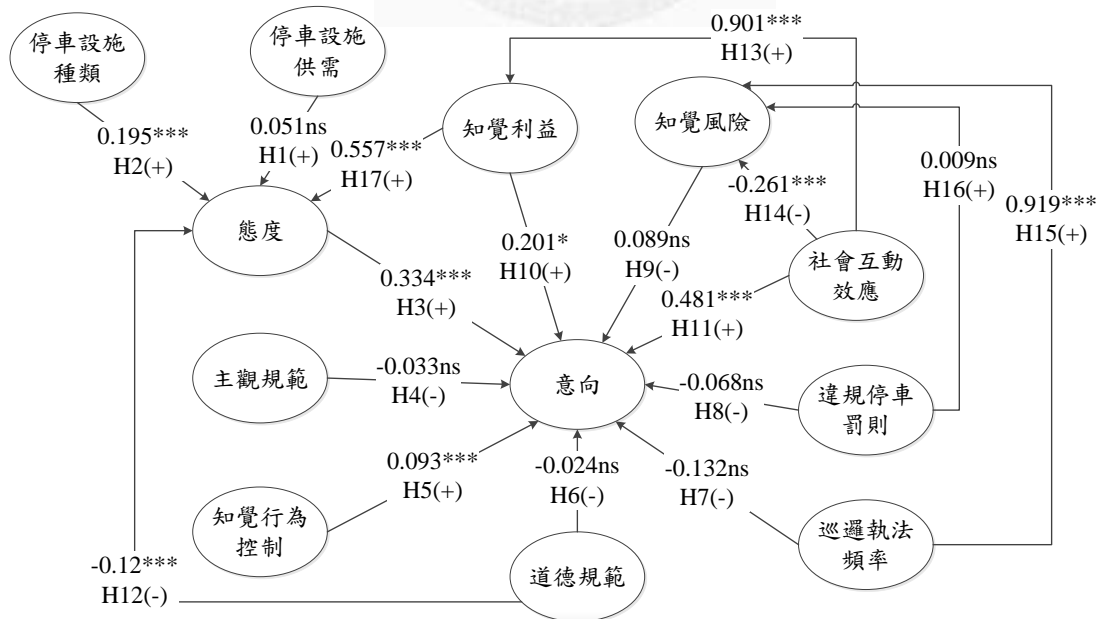 停車設施
種類
停車設施
供需
0.901***
H13(+)
知覺利益
知覺風險
0.195***
H2(+)
0.051ns
H1(+)
0.557***
H17(+)
0.009ns
H16(+)
-0.261***
H14(-)
0.919***
H15(+)
態度
0.201*
H10(+)
0.089ns
H9(-)
社會互動
效應
0.334***
H3(+)
0.481***
H11(+)
主觀規範
-0.033ns
H4(-)
意向
-0.068ns
H8(-)
違規停車
罰則
0.093***
H5(+)
-0.024ns
H6(-)
-0.132ns
H7(-)
知覺行為
控制
巡邏執法
頻率
-0.12***
H12(-)
道德規範